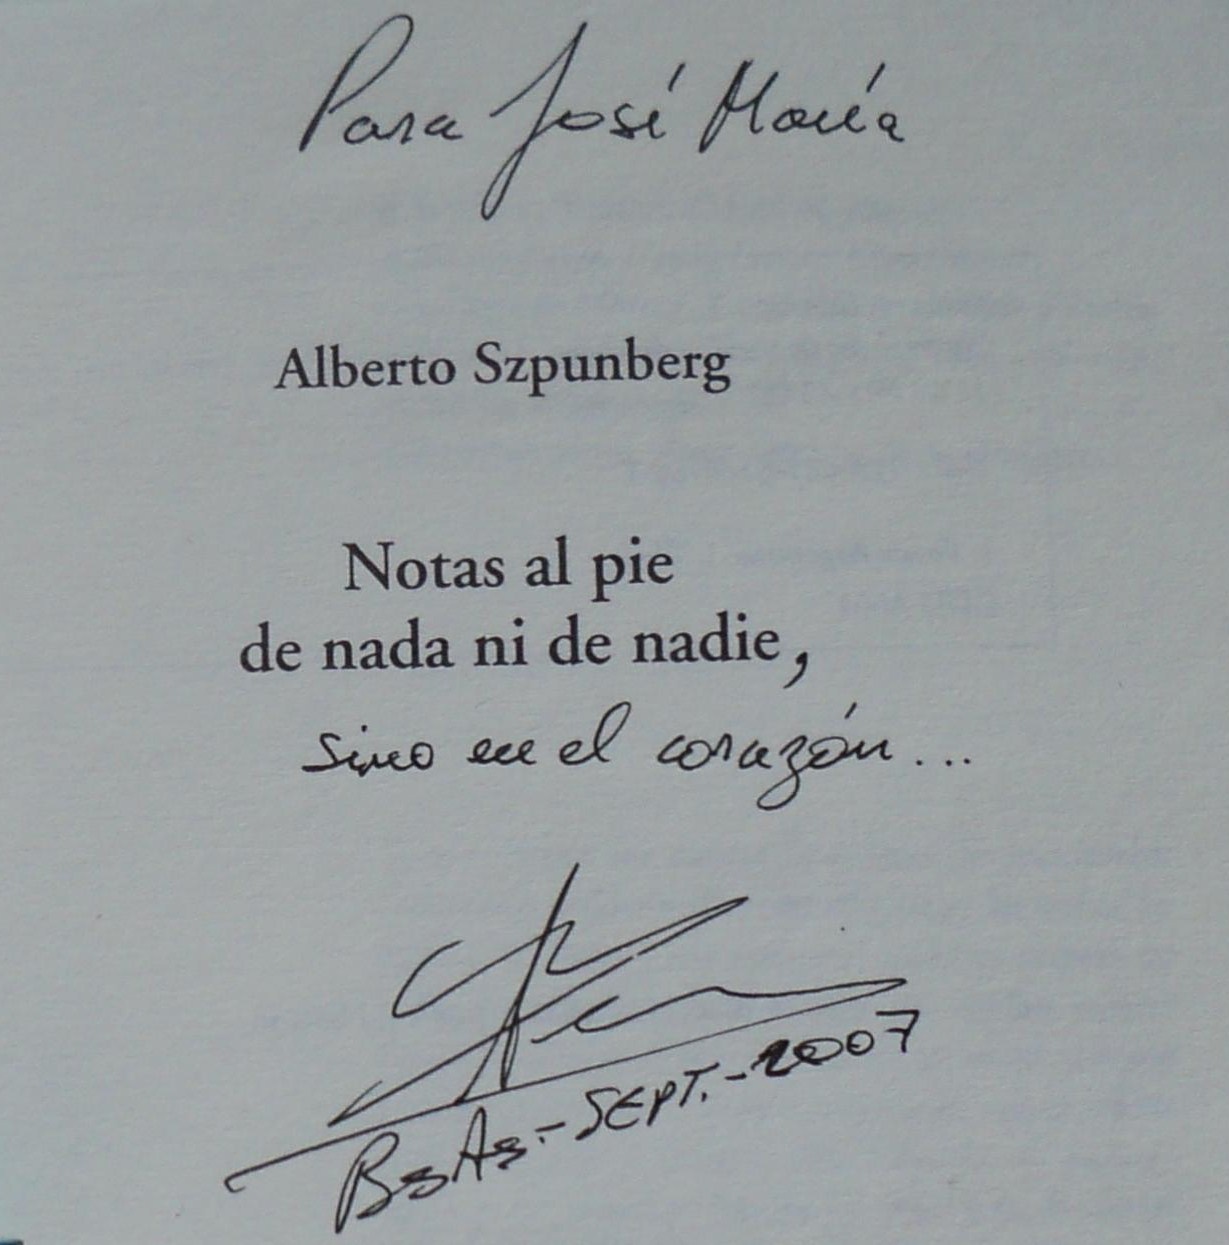 Para José María
Alberto Szpunberg
Notas al pie
de nada ni de nadie,
sino en el corazón...
BsAs.-SEPT.-2007